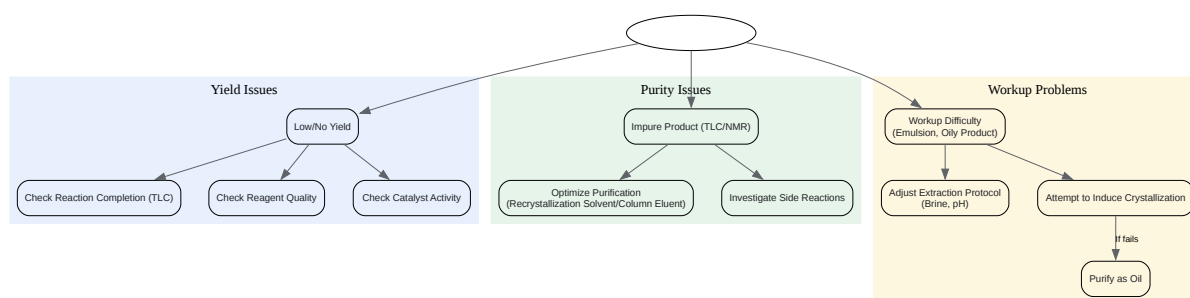 Yield Issues
Purity Issues
Workup Problems
Low/No Yield
Impure Product (TLC/NMR)
Workup Difficulty
(Emulsion, Oily Product)
Check Reaction Completion (TLC)
Check Reagent Quality
Check Catalyst Activity
Optimize Purification
(Recrystallization Solvent/Column Eluent)
Investigate Side Reactions
Adjust Extraction Protocol
(Brine, pH)
Attempt to Induce Crystallization
If fails
Purify as Oil